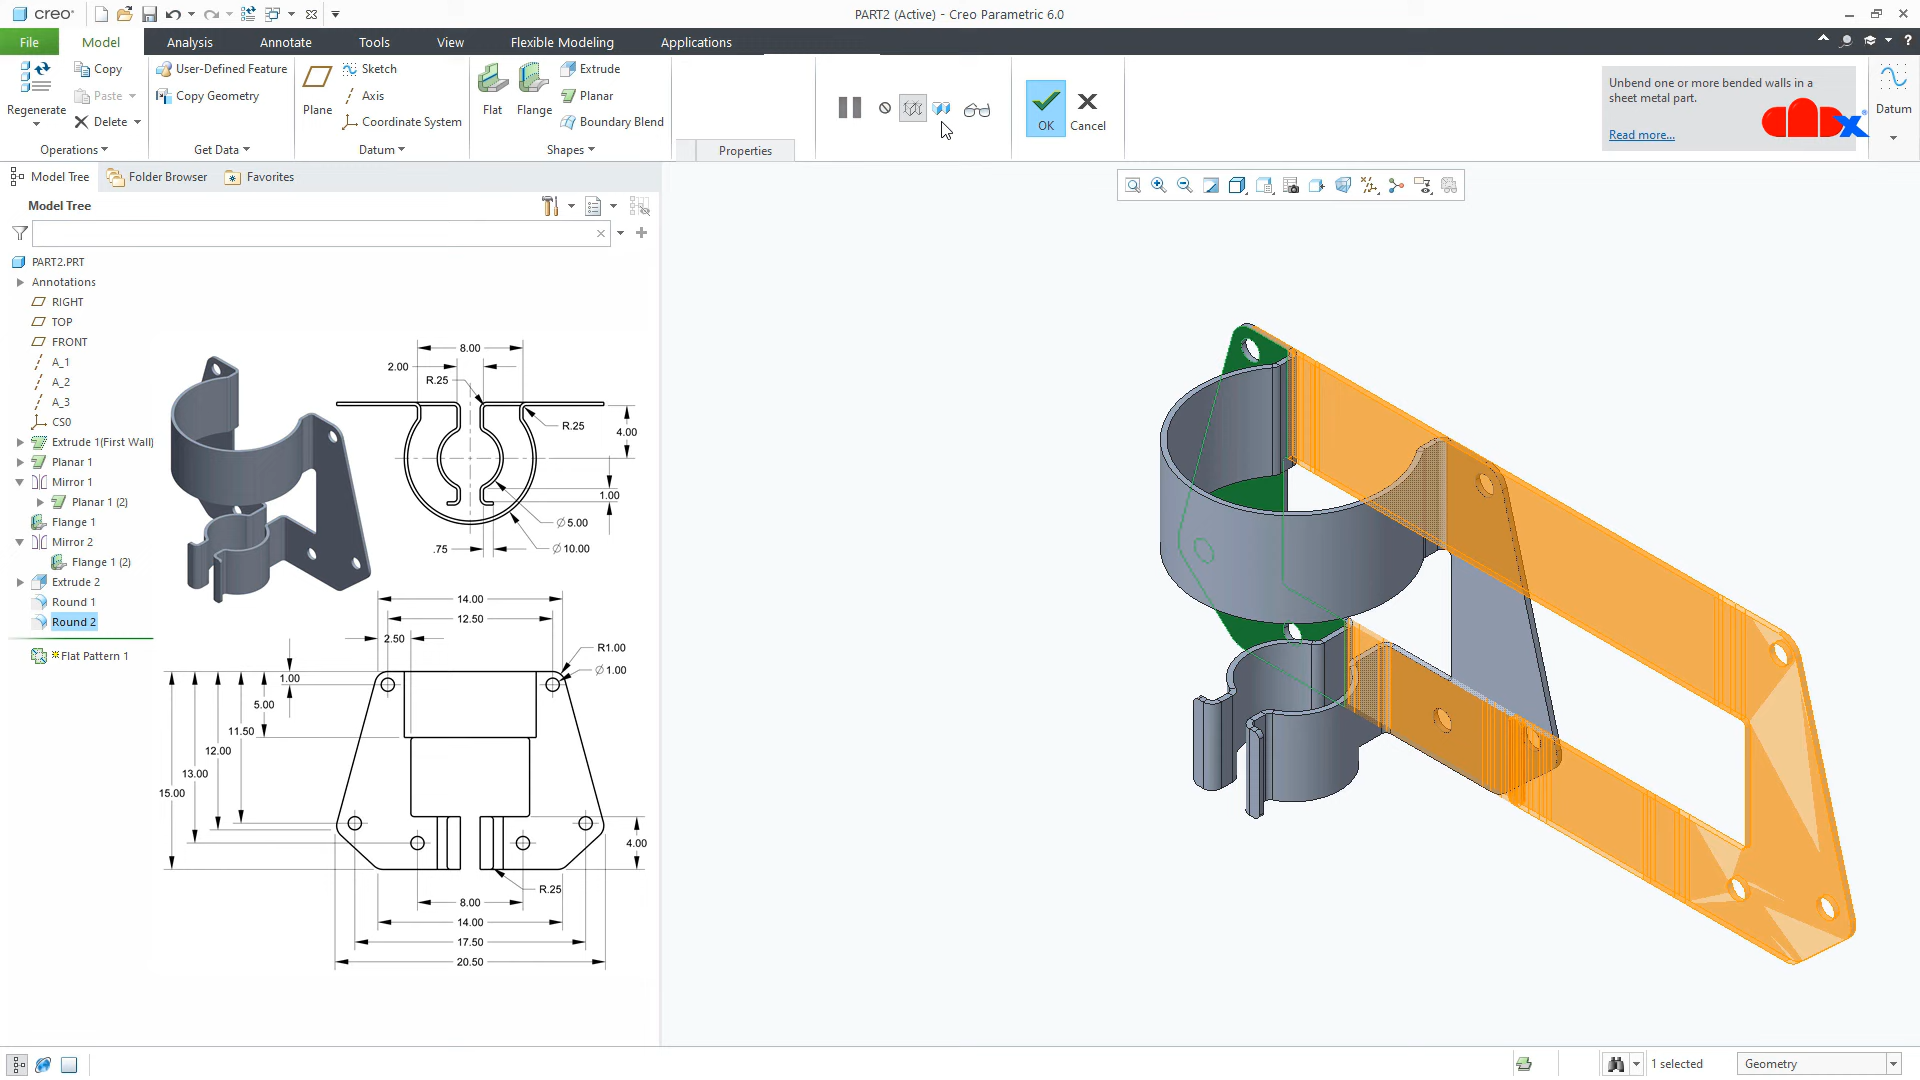 creo
PART2 (Active) - Creo Parametric 6.0
File
Model
Analysis
Annotate
Tools
View
Flexible Modeling
Applications
Regenerate
Copy
Paste
Delete
Operations
User-Defined Feature
Copy Geometry
Get Data
Plane
Sketch
Axis
Coordinate System
Datum
Flat
Flange
Extrude
Planar
Boundary Blend
Shapes
Properties
OK
Cancel
Unbend one or more bended walls in a
sheet metal part.
Read more...
Datum
Model Tree
Folder Browser
Favorites
Model Tree
PART2.PRT
Annotations
RIGHT
TOP
FRONT
A_1
A_2
A_3
CS0
Extrude 1(First Wall)
Planar 1
Mirror 1
Planar 1 (2)
Flange 1
Mirror 2
Flange 1 (2)
Extrude 2
Round 1
Round 2
*Flat Pattern 1
8.00
2.00
R.25
R.25
4.00
1.00
Ø5.00
.75
Ø10.00
14.00
12.50
2.50
R1.00
Ø1.00
1.00
5.00
11.50
12.00
13.00
15.00
4.00
R.25
8.00
14.00
17.50
20.50
1 selected
Geometry